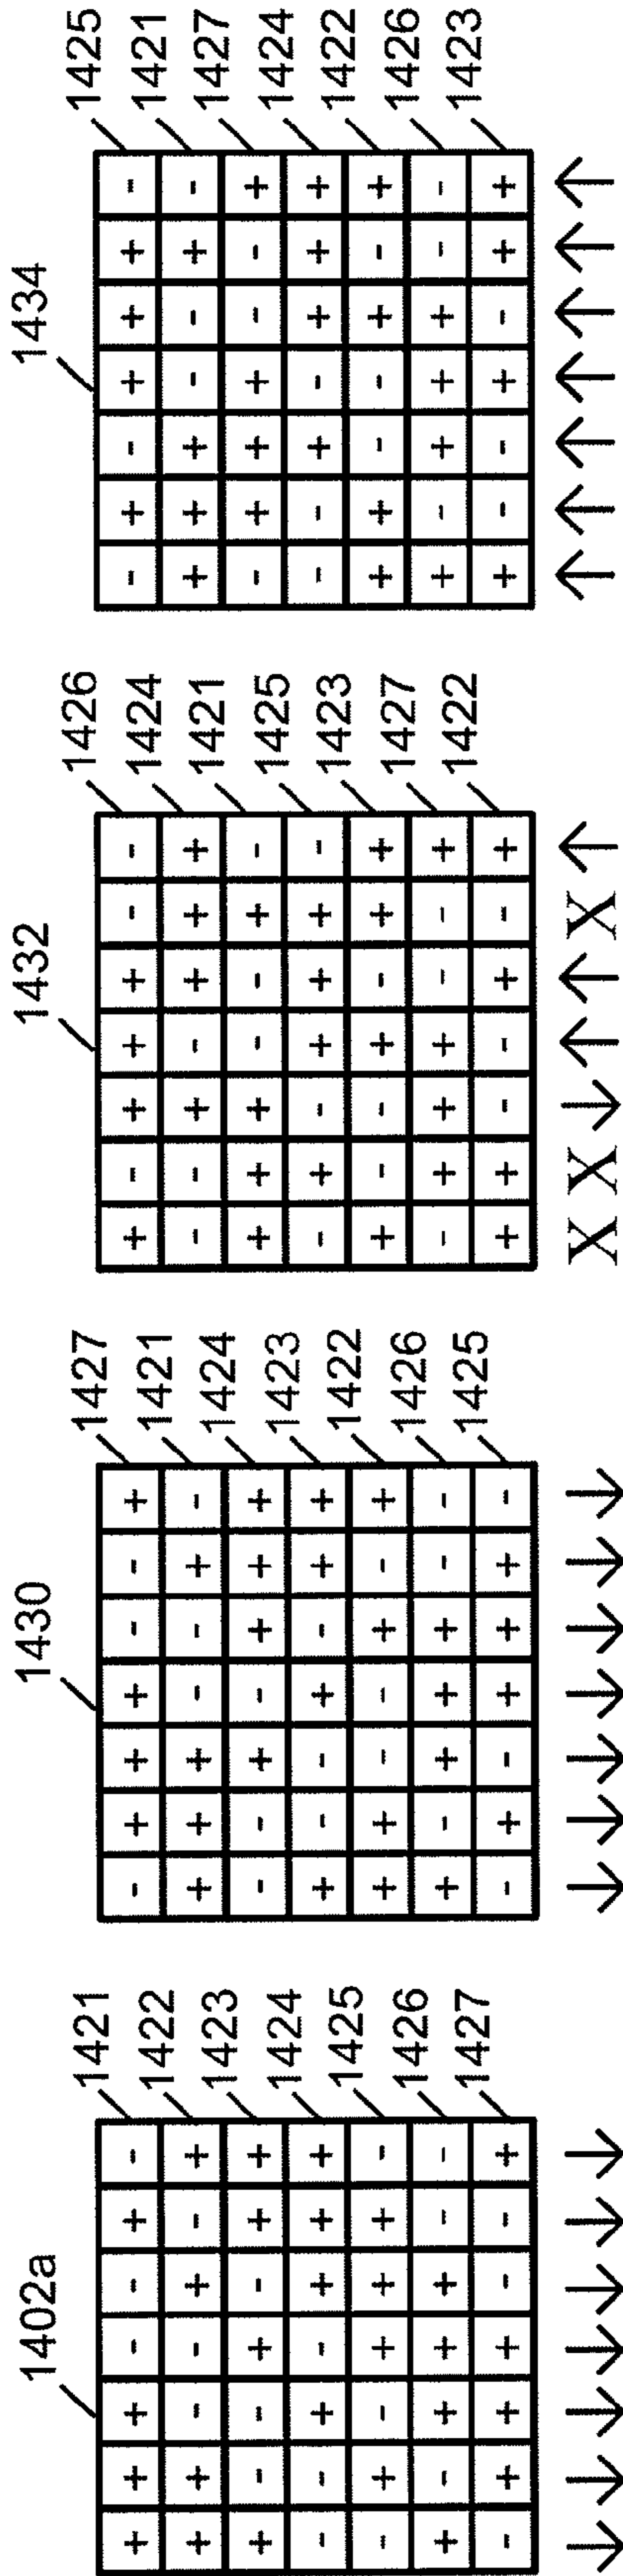 1402a
+ + + - - + - 1421
+ + - - + - + 1422
+ - - + - + + 1423
- - + - + + + 1424
- + - + + + - 1425
+ - + + + - - 1426
- + + + - - + 1427
↓ ↓ ↓ ↓ ↓ ↓ ↓
1430
- + + + - - + 1427
+ + + - - + - 1421
- - + - + + + 1424
+ - - + - + + 1423
+ + - - + - + 1422
+ - + + + - - 1426
- + - + + + - 1425
↓ ↓ ↓ ↓ ↓ ↓ ↓
1432
+ - + + + - - 1426
- - + - + + + 1424
+ + + - - + - 1421
- + - + + + - 1425
+ - - + - + + 1423
- + + + - - + 1427
+ + - - + - + 1422
X X ↓ ↑ ↑ X ↑
1434
- + - + + + - 1425
+ + + - - + - 1421
- + + + - - + 1427
- - + - + + + 1424
+ + - - + - + 1422
+ - + + + - - 1426
+ - - + - + + 1423
↑ ↑ ↑ ↑ ↑ ↑ ↑